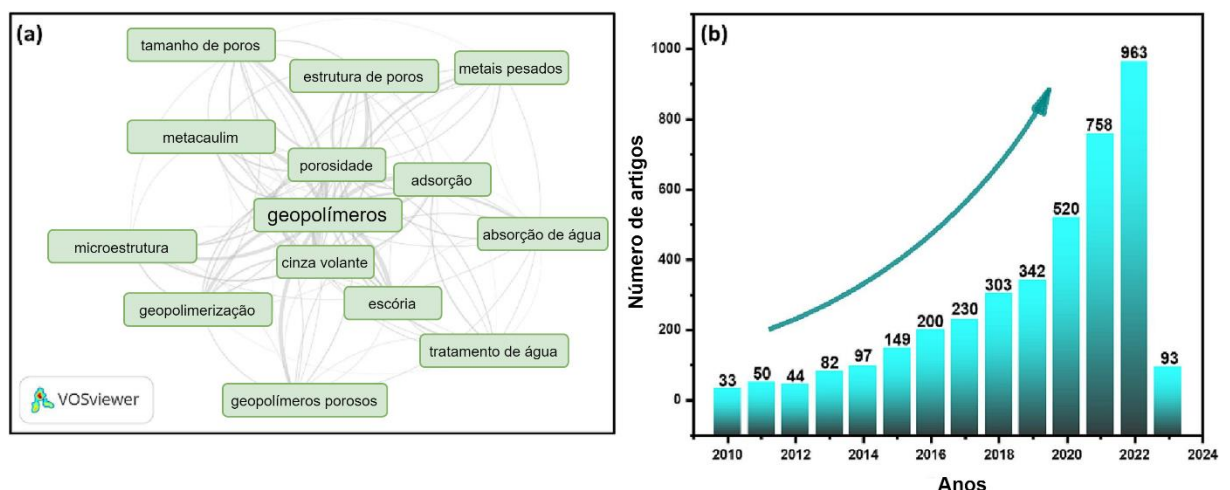 (a)
tamanho de poros
estrutura de poros
metais pesados
metacaulim
porosidade
adsorção
geopolímeros
absorção de água
microestrutura
cinza volante
geopolimerização
escória
tratamento de água
geopolímeros porosos
VOSviewer
(b)
Número de artigos
1000
800
600
400
200
0
33
50
44
82
97
149
200
230
303
342
520
758
963
93
2010
2012
2014
2016
2018
2020
2022
2024
Anos